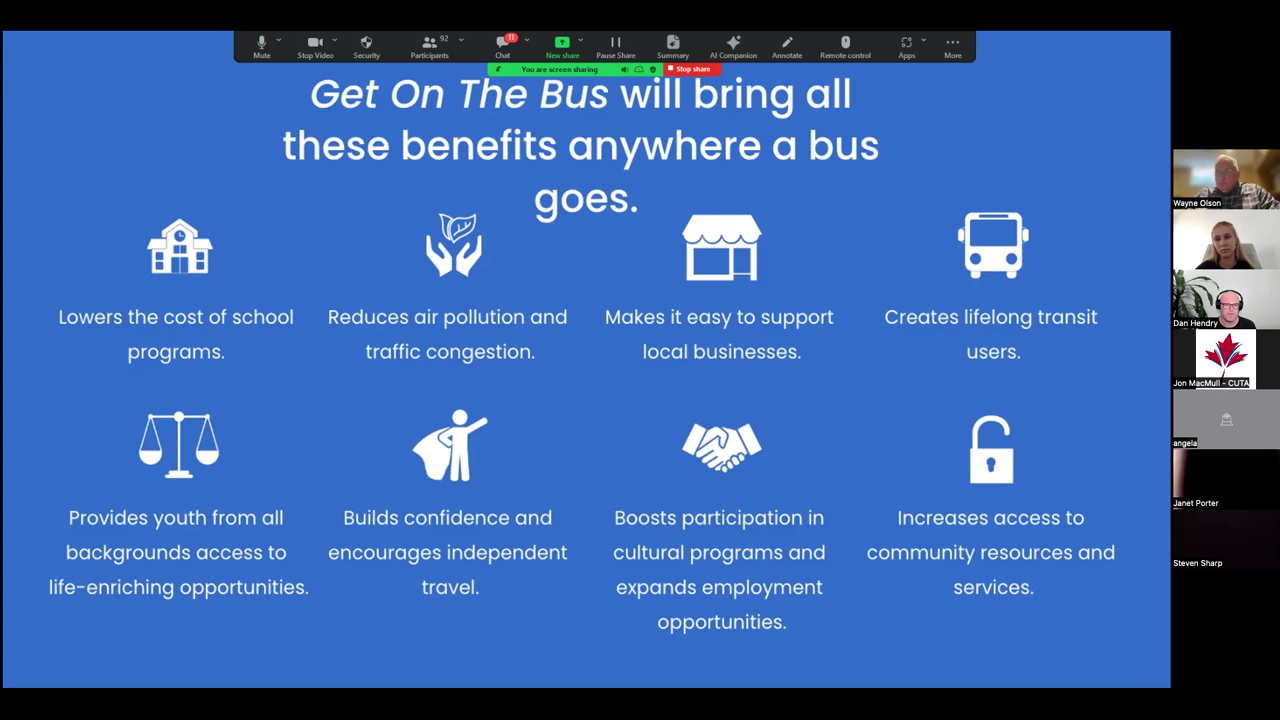 92
11
Mute
Stop Video
Security
Participants
Chat
New share
Pause Share
Summary
AI Companion
Annotate
Remote control
Apps
More
You are screen sharing
Stop share
Get On The Bus will bring all
these benefits anywhere a bus
goes.
Lowers the cost of school
programs.
Reduces air pollution and
traffic congestion.
Makes it easy to support
local businesses.
Creates lifelong transit
users.
Provides youth from all
backgrounds access to
life-enriching opportunities.
Builds confidence and
encourages independent
travel.
Boosts participation in
cultural programs and
expands employment
opportunities.
Increases access to
community resources and
services.
Wayne Olson
Dan Hendry
Jon MacMull - CUTA
angela
Janet Porter
Steven Sharp